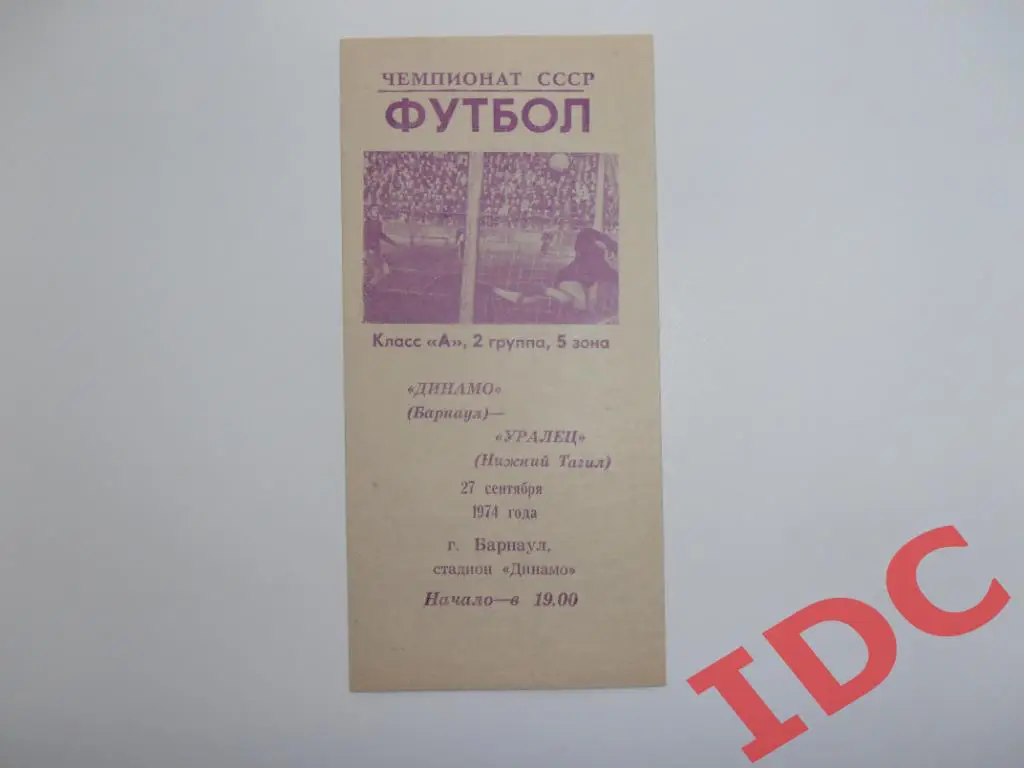 ЧЕМПИОНАТ СССР
ФУТБОЛ
Класс «А», 2 группа, 5 зона
«ДИНАМО»
(Барнаул)—
«УРАЛЕЦ»
(Нижний Тагил)
27 сентября
1974 года
г. Барнаул,
стадион «Динамо»
Начало—в 19.00
IDC